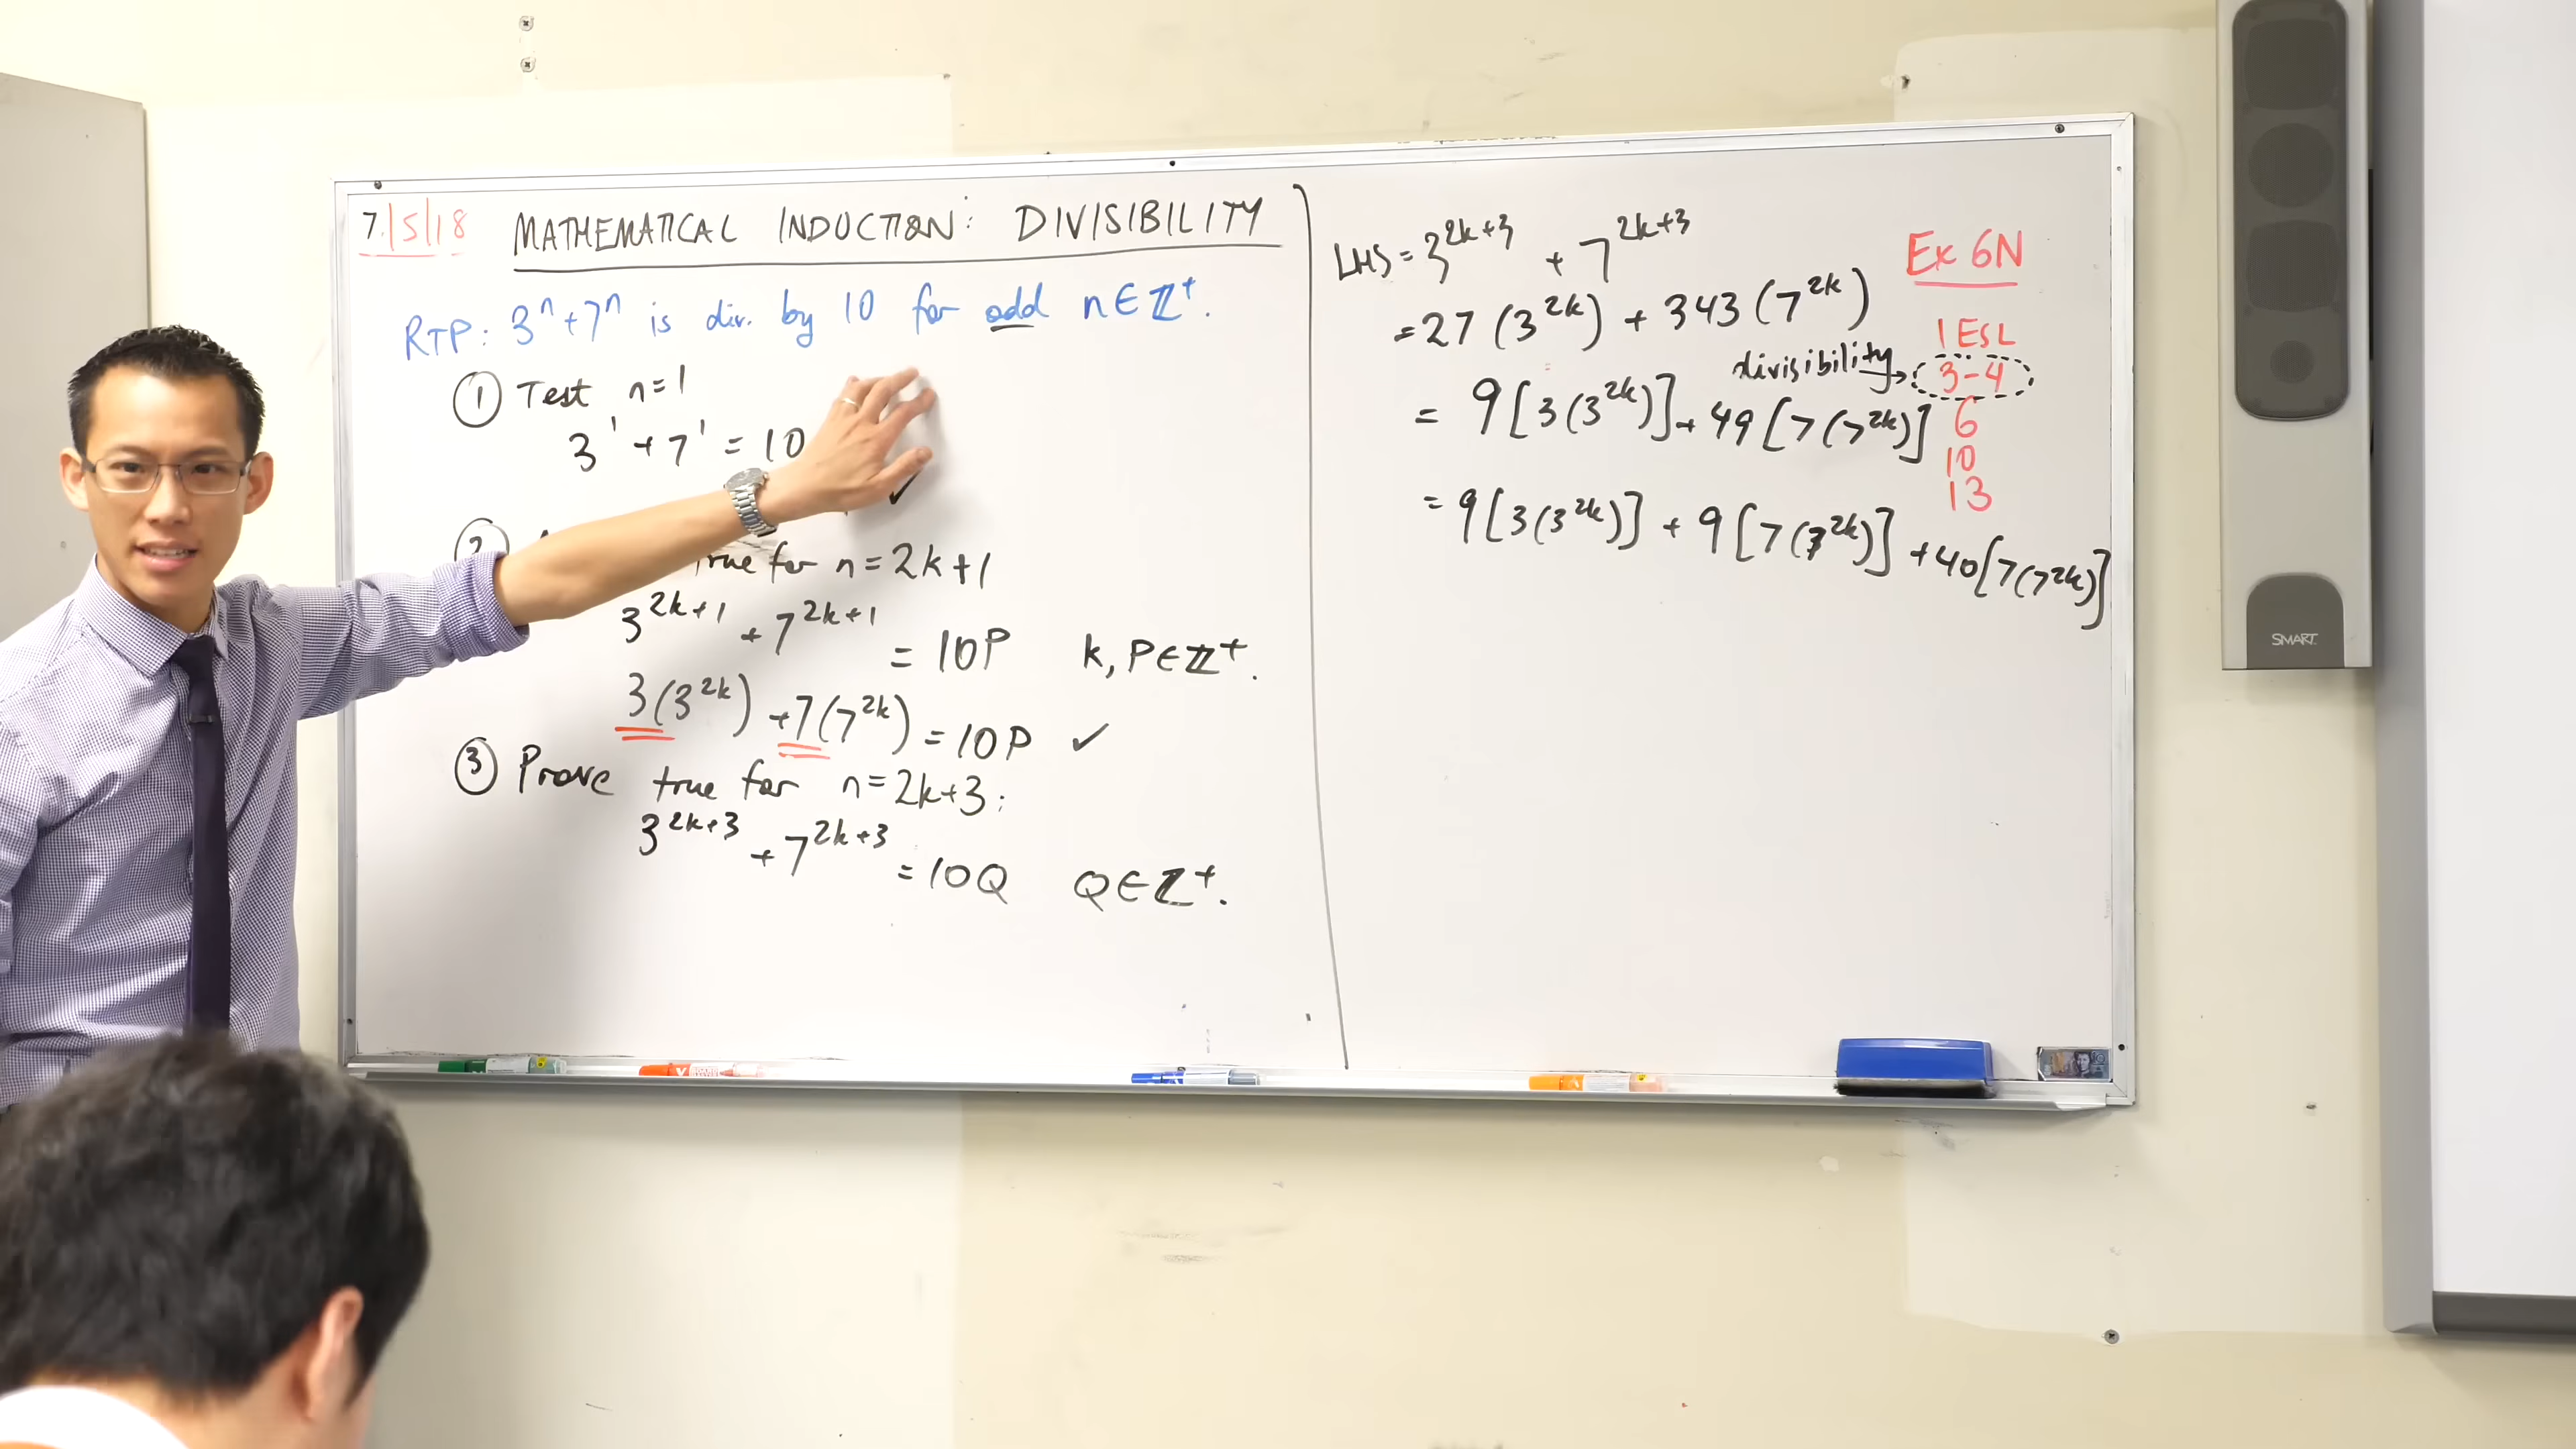 7/5/18 MATHEMATICAL INDUCTION: DIVISIBILITY
RTP: 3ⁿ+7ⁿ is div. by 10 for odd n∈ℤ⁺.
① Test n=1
3¹+7¹ = 10
✓
② true for n=2k+1
3^{2k+1} + 7^{2k+1} = 10P k, P∈ℤ⁺.
3(3^{2k}) + 7(7^{2k}) = 10P ✓
③ Prove true for n=2k+3:
3^{2k+3} + 7^{2k+3} = 10Q Q∈ℤ⁺.
LHS = 3^{2k+3} + 7^{2k+3}
= 27(3^{2k}) + 343(7^{2k})
= 9[3(3^{2k})] + 49[7(7^{2k})]
= 9[3(3^{2k})] + 9[7(7^{2k})] + 40[7(7^{2k})]
Ex 6N
1 ESL
divisibility → 3-4
6
10
13
SMART